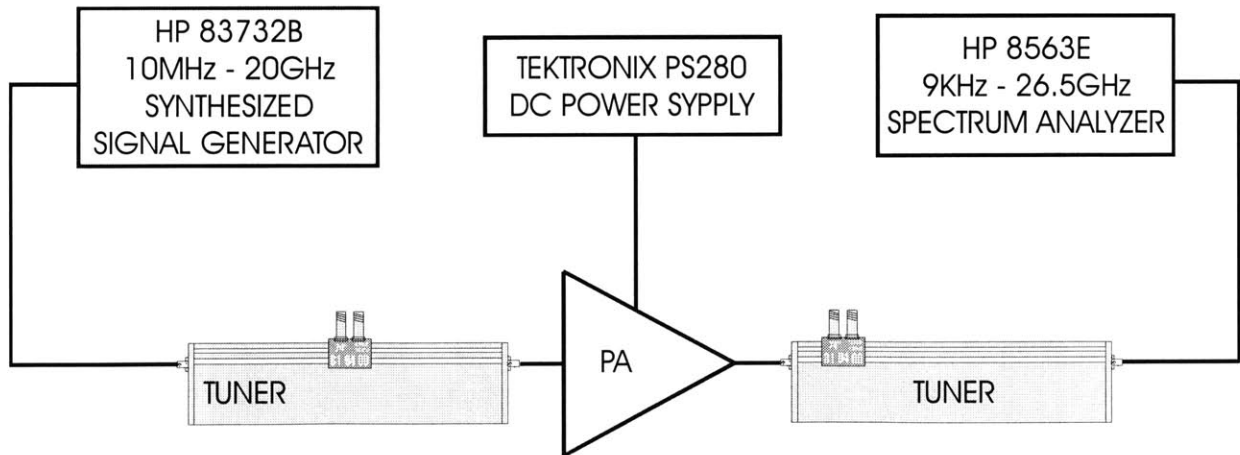 HP 83732B
10MHz - 20GHz
SYNTHESIZED
SIGNAL GENERATOR
TEKTRONIX PS280
DC POWER SYPPLY
HP 8563E
9KHz - 26.5GHz
SPECTRUM ANALYZER
TUNER
PA
TUNER